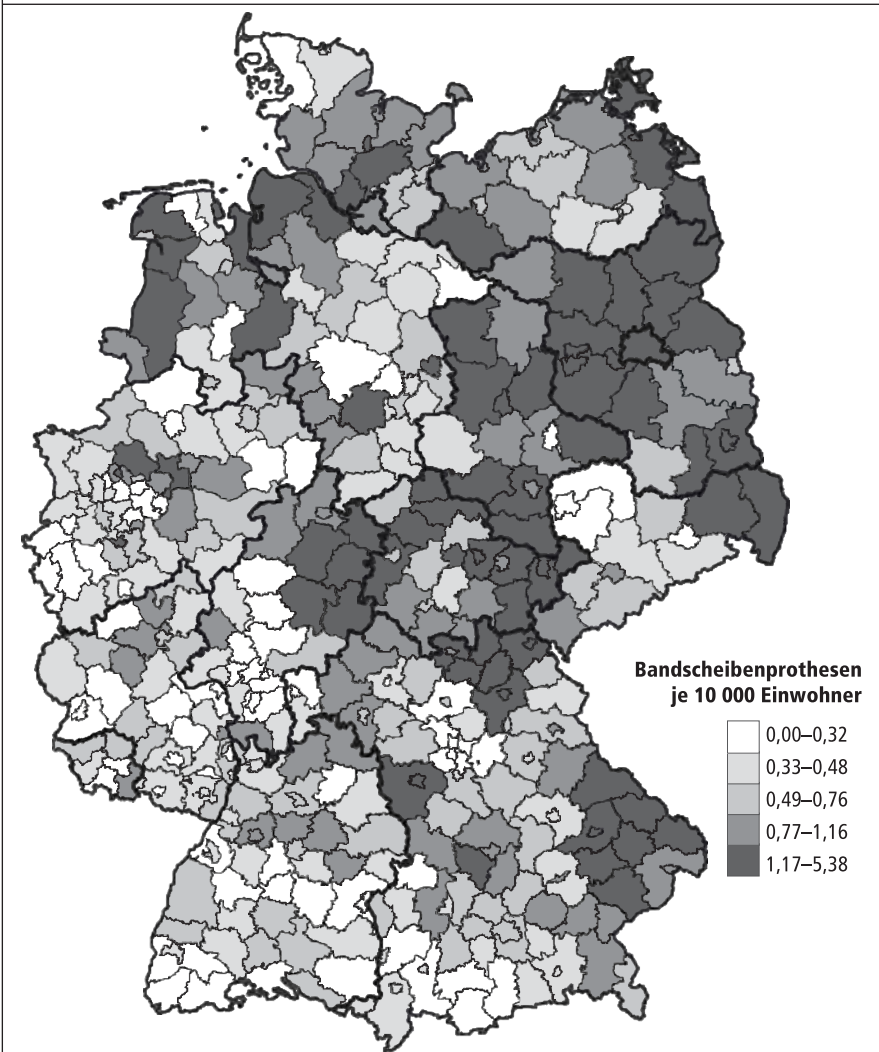 Bandscheibenprothesen
je 10 000 Einwohner
0,00–0,32
0,33–0,48
0,49–0,76
0,77–1,16
1,17–5,38